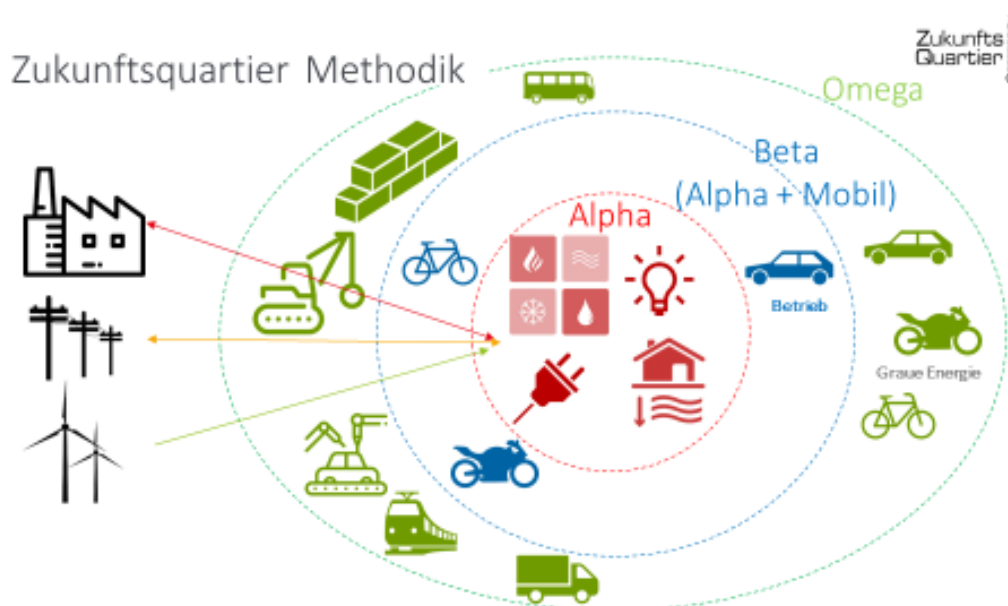 Zukunftsquartier Methodik
Zukunfts
Quartier
Omega
Beta
(Alpha + Mobil)
Alpha
Betrieb
Graue Energie